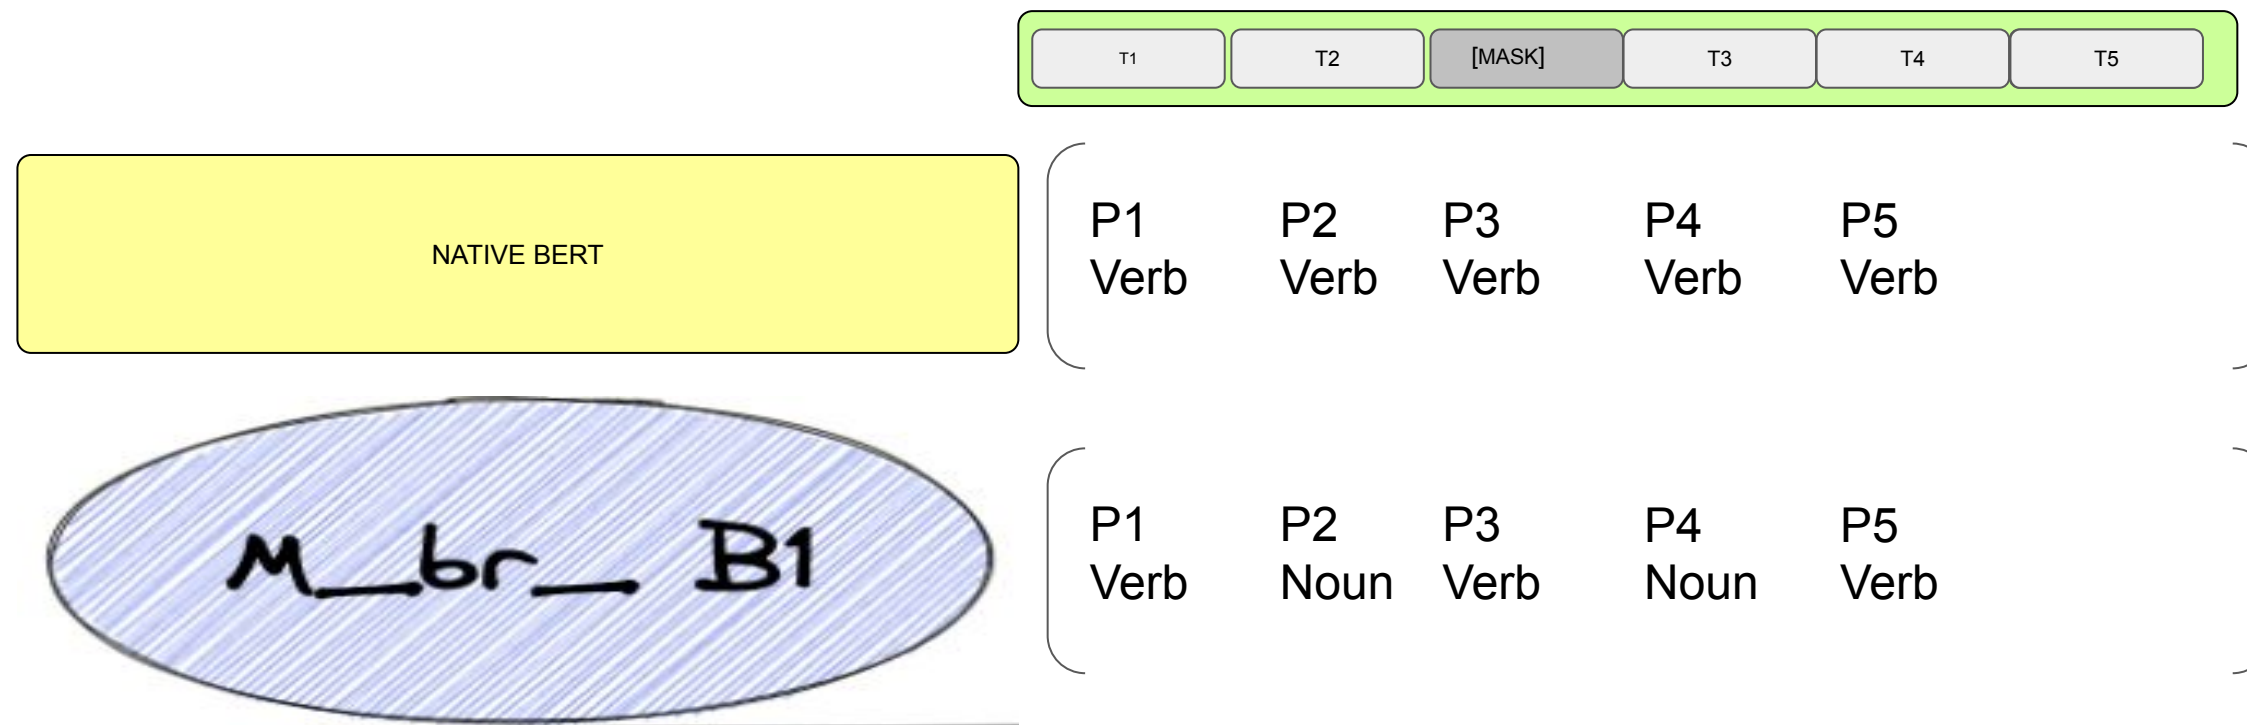 T1 T2 [MASK] T3 T4 T5
NATIVE BERT
P1 P2 P3 P4 P5
Verb Verb Verb Verb Verb
M__br__ B1
P1 P2 P3 P4 P5
Verb Noun Verb Noun Verb